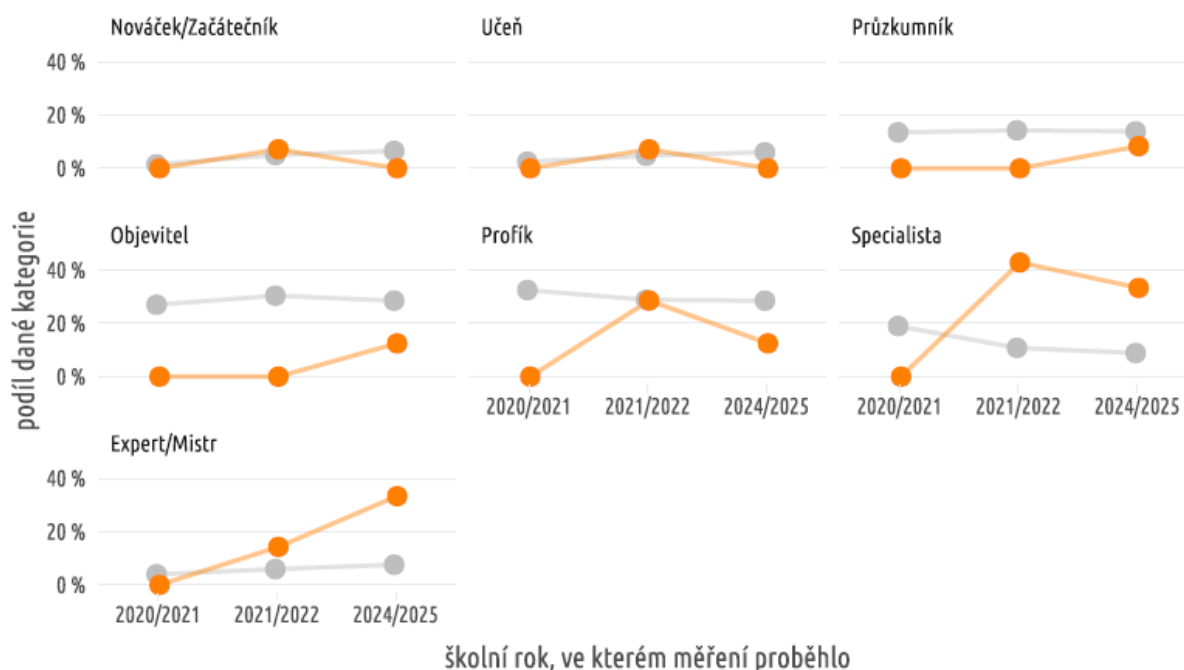 Nováček/Začátečník
Učeň
Průzkumník
40 %
20 %
0 %
Objevitel
Profík
Specialista
40 %
20 %
0 %
2020/2021
2021/2022
2024/2025
2020/2021
2021/2022
2024/2025
Expert/Mistr
40 %
20 %
0 %
2020/2021
2021/2022
2024/2025
podíl dané kategorie
školní rok, ve kterém měření proběhlo